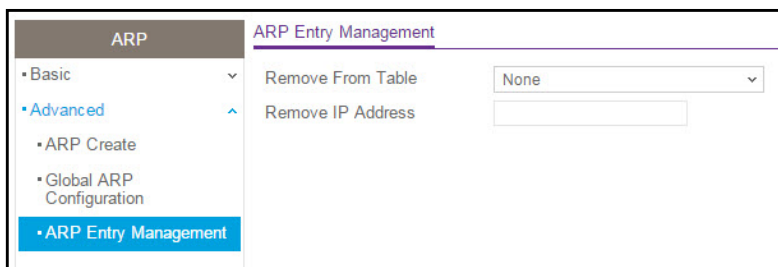 ARP
Basic
Advanced
ARP Create
Global ARP
Configuration
ARP Entry Management
ARP Entry Management
Remove From Table
None
Remove IP Address